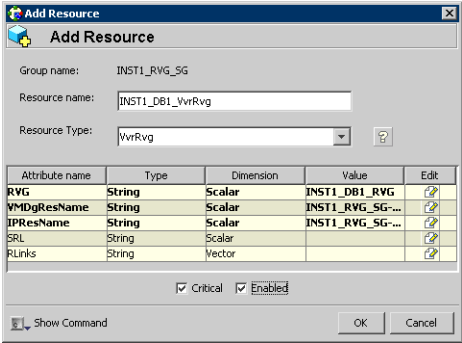 Add Resource
Add Resource
Group name: INST1_RVG_SG
Resource name: INST1_DB1_VvrRvg
Resource Type: VvrRvg
Attribute name Type Dimension Value Edit
RVG String Scalar INST1_DB1_RVG
VMDgResName String Scalar INST1_RVG_SG-...
IPResName String Scalar INST1_RVG_SG-...
SRL String Scalar
RLinks String Vector
Critical Enabled
Show Command OK Cancel